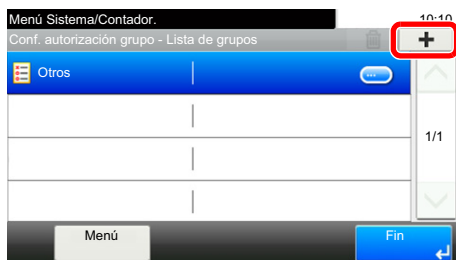 Menú Sistema/Contador.
10:10
Conf. autorización grupo - Lista de grupos
Otros
1/1
Menú
Fin